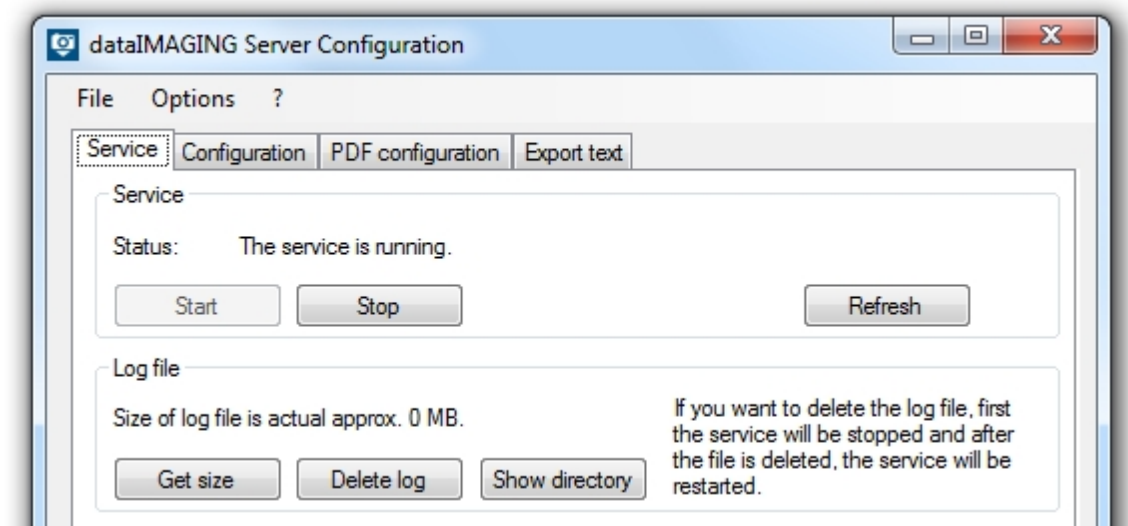 dataIMAGING Server Configuration
File Options ?
Service Configuration PDF configuration Export text
Service
Status: The service is running.
Start Stop Refresh
Log file
Size of log file is actual approx. 0 MB.
If you want to delete the log file, first
the service will be stopped and after
the file is deleted, the service will be
restarted.
Get size Delete log Show directory